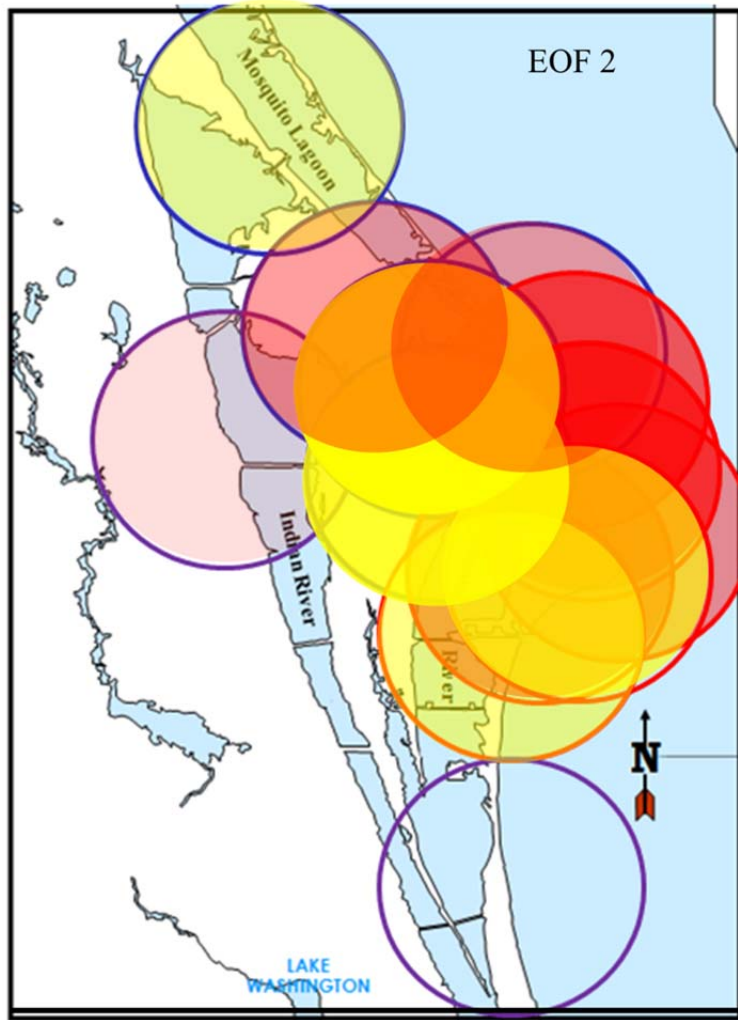 EOF 2
Mosquito Lagoon
Indian River
River
N
LAKE
WASHINGTON